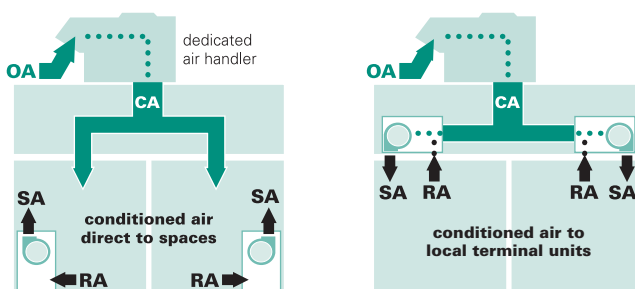 dedicated
air handler
OA
CA
SA
SA
conditioned air
direct to spaces
RA
RA
OA
CA
SA
RA
RA
SA
conditioned air to
local terminal units